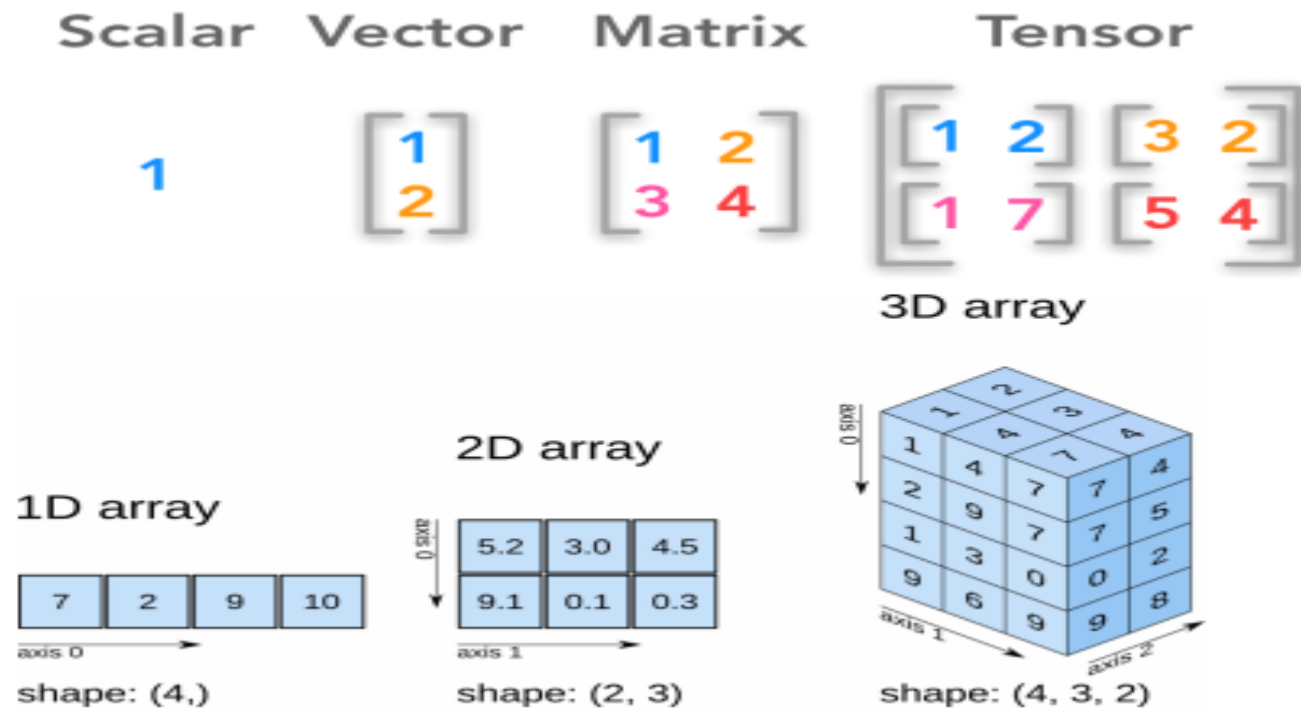 Scalar Vector Matrix Tensor
1
1
2
1 2
3 4
1 2 3 2
1 7 5 4
1D array
7 2 9 10
axis 0
shape: (4,)
2D array
axis 0
5.2 3.0 4.5
9.1 0.1 0.3
axis 1
shape: (2, 3)
3D array
axis 0
2
1 3
4 4
7
1 4 7 7 4
2 9 7 7 5
1 3 0 0 2
9 6 9 9 8
axis 1
axis 2
shape: (4, 3, 2)